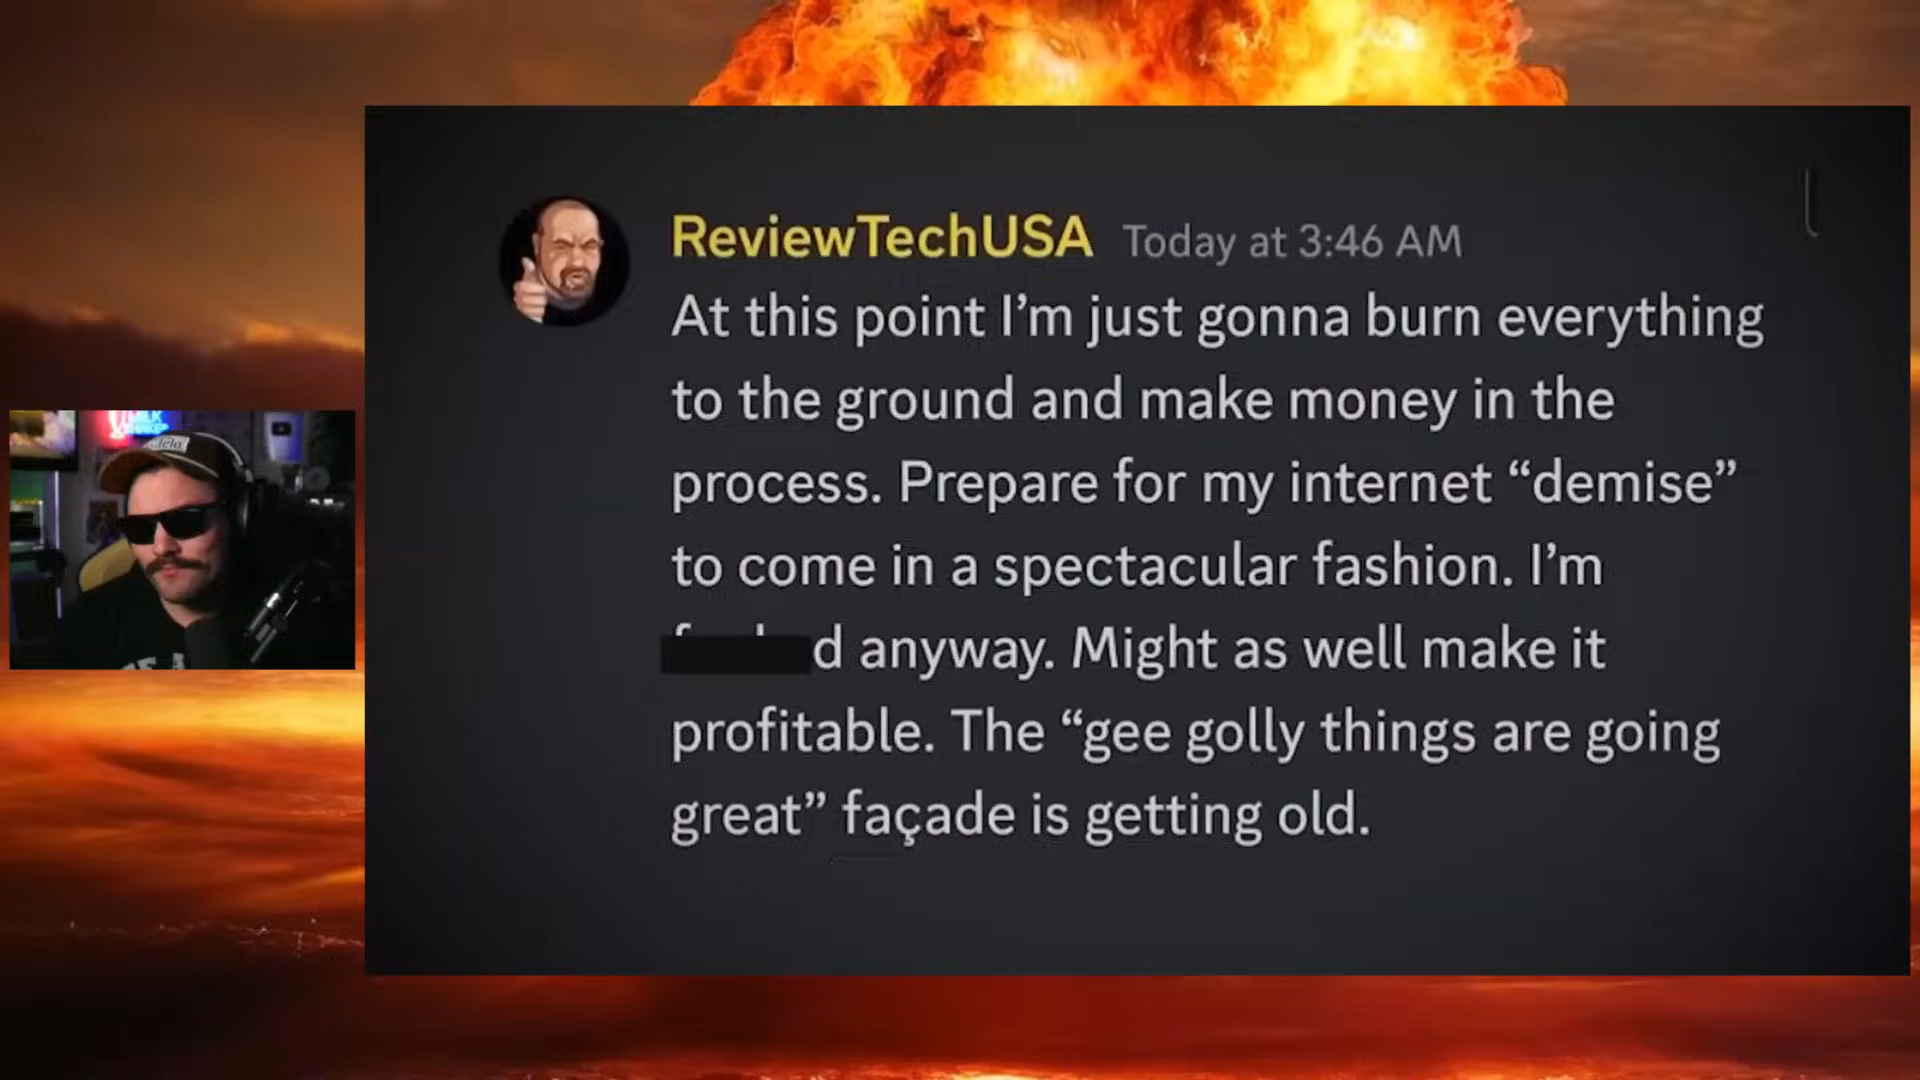 ReviewTechUSA Today at 3:46 AM
At this point I’m just gonna burn everything
to the ground and make money in the
process. Prepare for my internet “demise”
to come in a spectacular fashion. I’m
d anyway. Might as well make it
profitable. The “gee golly things are going
great” façade is getting old.